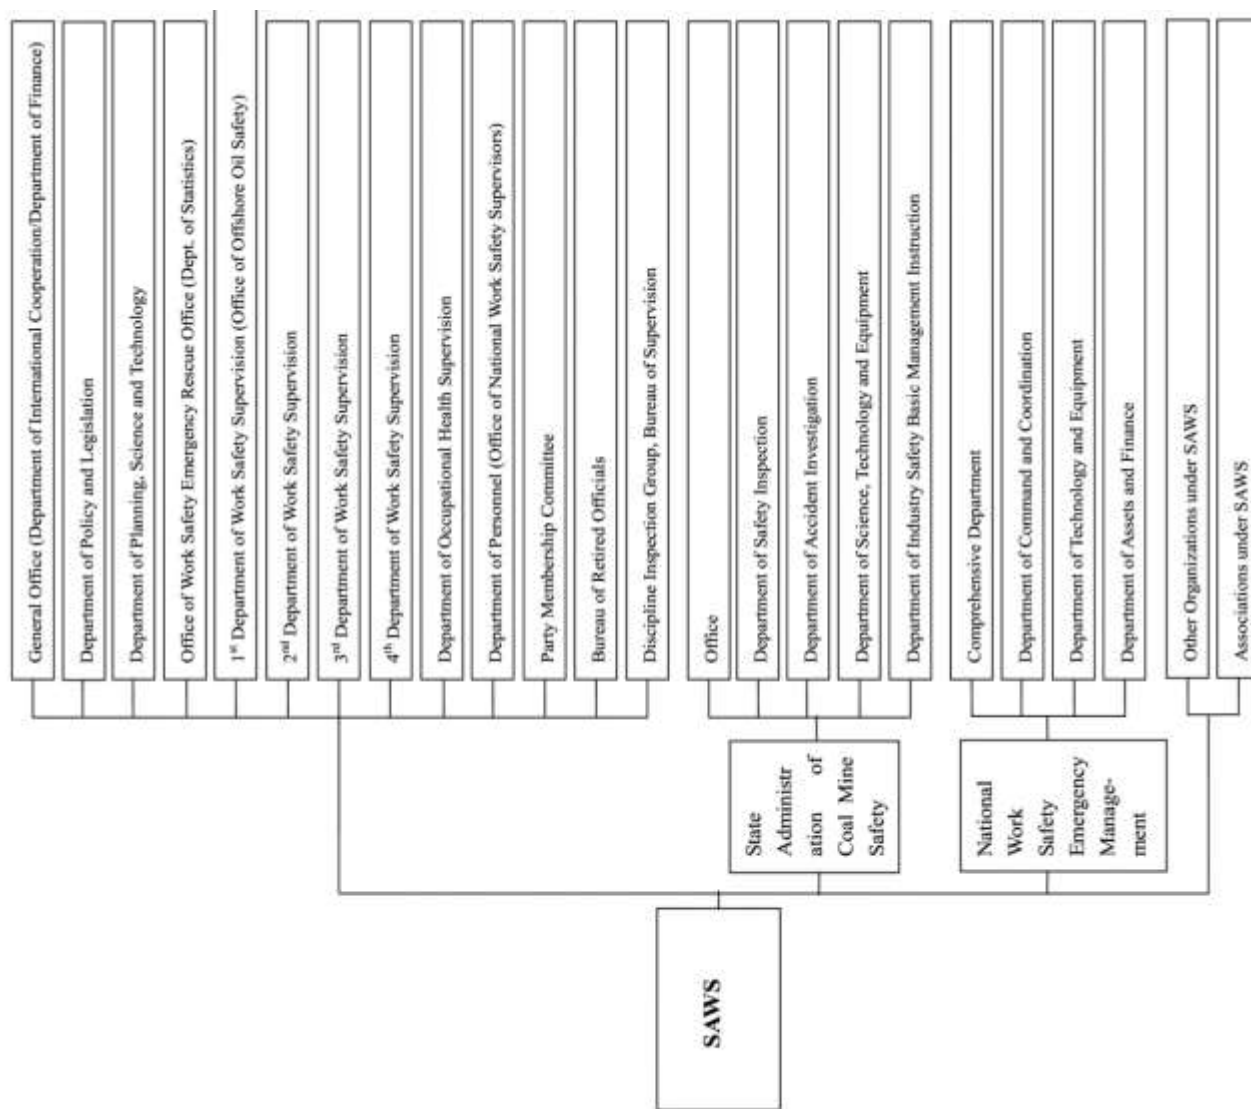 SAWS
General Office (Department of International Cooperation/Department of Finance)
Department of Policy and Legislation
Department of Planning, Science and Technology
Office of Work Safety Emergency Rescue Office (Dept. of Statistics)
1st Department of Work Safety Supervision (Office of Offshore Oil Safety)
2nd Department of Work Safety Supervision
3rd Department of Work Safety Supervision
4th Department of Work Safety Supervision
Department of Occupational Health Supervision
Department of Personnel (Office of National Work Safety Supervisors)
Party Membership Committee
Bureau of Retired Officials
Discipline Inspection Group, Bureau of Supervision
State
Administr
ation of
Coal Mine
Safety
Office
Department of Safety Inspection
Department of Accident Investigation
Department of Science, Technology and Equipment
Department of Industry Safety Basic Management Instruction
National
Work
Safety
Emergency
Manage-
ment
Comprehensive Department
Department of Command and Coordination
Department of Technology and Equipment
Department of Assets and Finance
Other Organizations under SAWS
Associations under SAWS